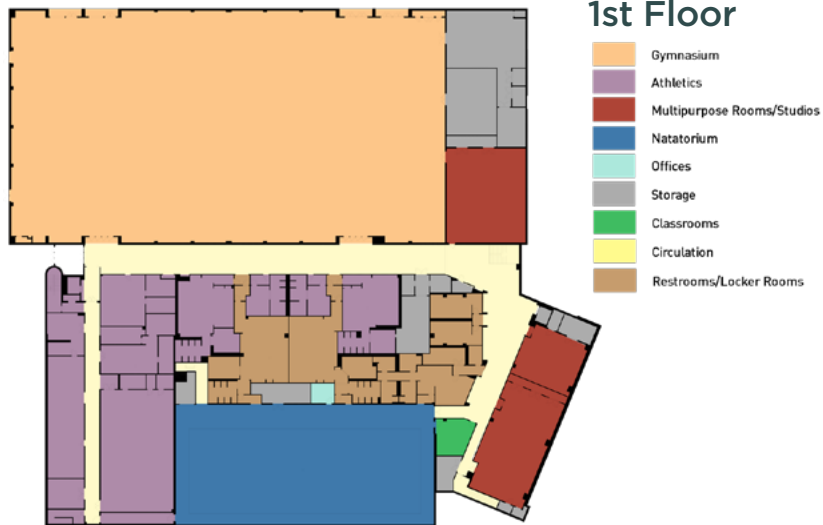 1st Floor
Gymnasium
Athletics
Multipurpose Rooms/Studios
Natatorium
Offices
Storage
Classrooms
Circulation
Restrooms/Locker Rooms